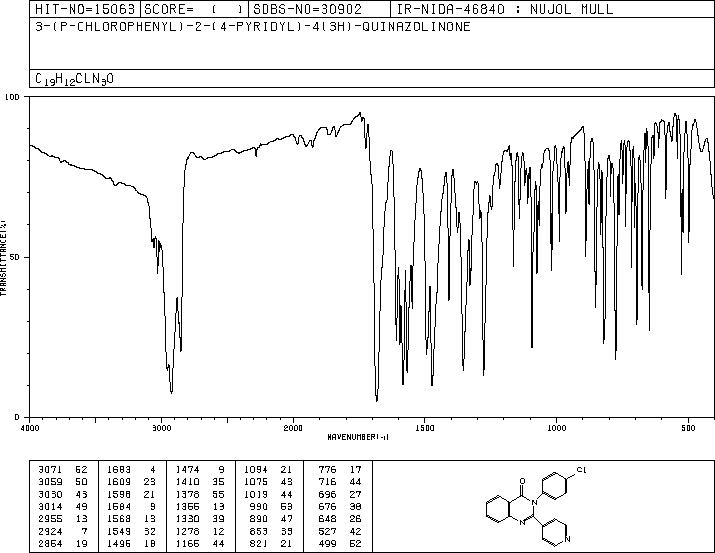 HIT-NO=15063 SCORE= ( ) SDBS-NO=30902 IR-NIDA-46840 : NUJOL MULL
3-(P-CHLOROPHENYL)-2-(4-PYRIDYL)-4(3H)-QUINAZOLINONE
C19H12CLN3O
100
50
0
TRANSMITTANCE(%)
4000 3000 2000 1500 1000 500
WAVENUMBER(-1)
3071 52 1683 4 1474 9 1094 21 776 17
3059 50 1609 23 1410 35 1075 43 716 44
3030 43 1598 21 1378 55 1019 44 696 27
3014 49 1584 9 1355 13 990 53 676 38
2955 13 1568 13 1330 39 890 47 648 26
2924 7 1549 32 1278 12 853 39 527 42
2854 19 1495 18 1165 44 821 21 499 52
Cl
O
N
N
N